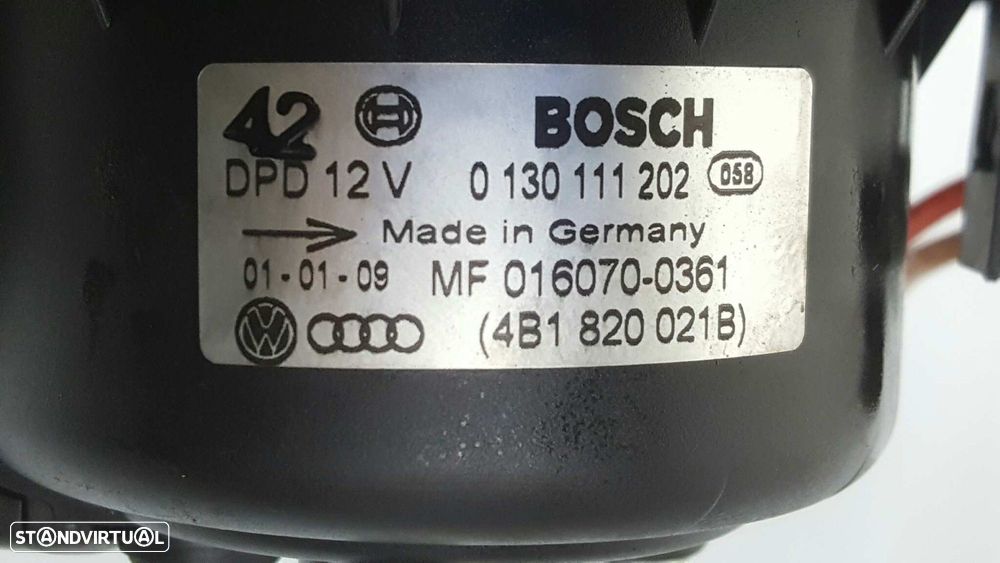 42 BOSCH
DPD 12 V 0 130 111 202 058
Made in Germany
01-01-09 MF 016070-0361
VW (4B1 820 021B)
STANDVIRTUAL